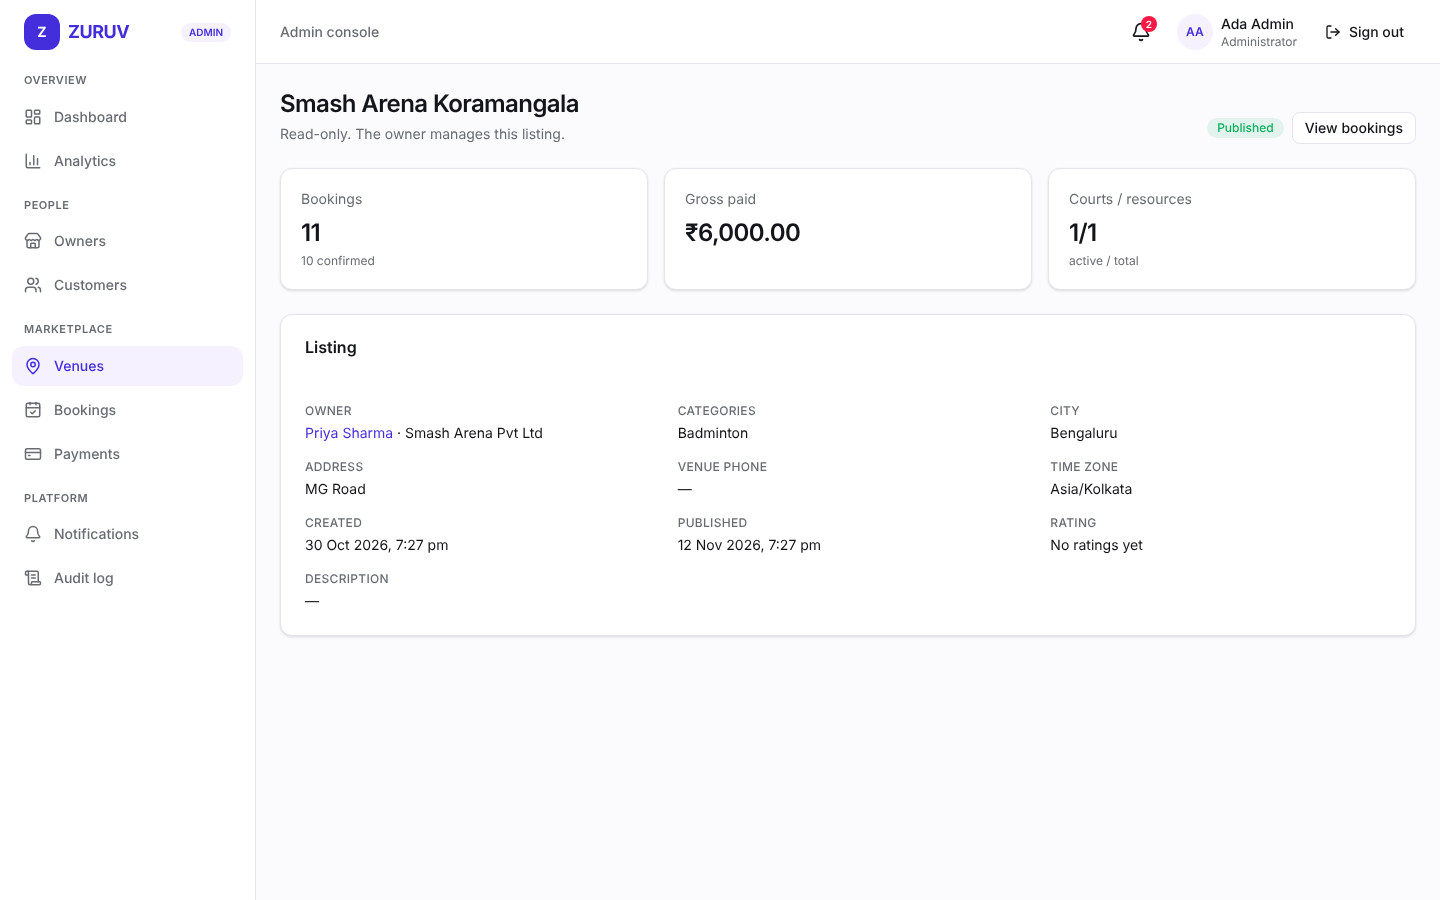 Z
ZURUV
ADMIN
OVERVIEW
Dashboard
Analytics
PEOPLE
Owners
Customers
MARKETPLACE
Venues
Bookings
Payments
PLATFORM
Notifications
Audit log
Admin console
2
AA
Ada Admin
Administrator
Sign out
Smash Arena Koramangala
Read-only. The owner manages this listing.
Published
View bookings
Bookings
11
10 confirmed
Gross paid
₹6,000.00
Courts / resources
1/1
active / total
Listing
OWNER
Priya Sharma · Smash Arena Pvt Ltd
CATEGORIES
Badminton
CITY
Bengaluru
ADDRESS
MG Road
VENUE PHONE
—
TIME ZONE
Asia/Kolkata
CREATED
30 Oct 2026, 7:27 pm
PUBLISHED
12 Nov 2026, 7:27 pm
RATING
No ratings yet
DESCRIPTION
—